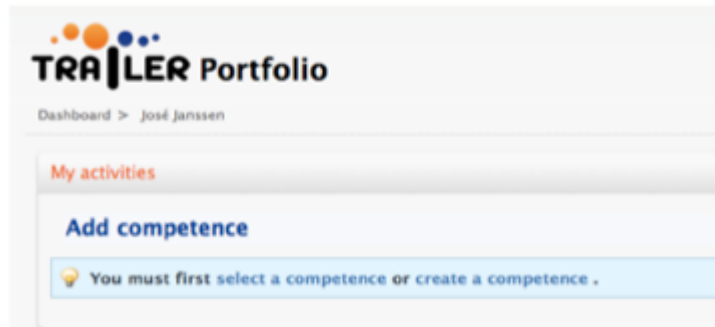 TRAILER Portfolio
Dashboard > José Janssen
My activities
Add competence
You must first select a competence or create a competence .